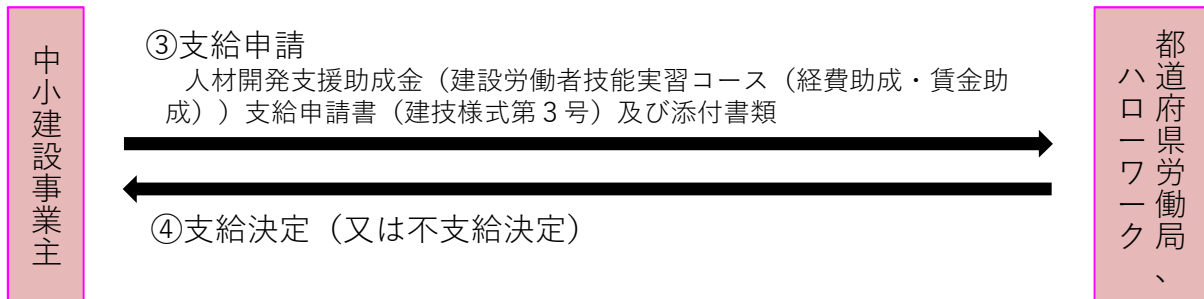 中小建設事業主
③支給申請
人材開発支援助成金（建設労働者技能実習コース（経費助成・賃金助
成））支給申請書（建技様式第３号）及び添付書類
④支給決定（又は不支給決定）
都道府県労働局、
ハローワーク